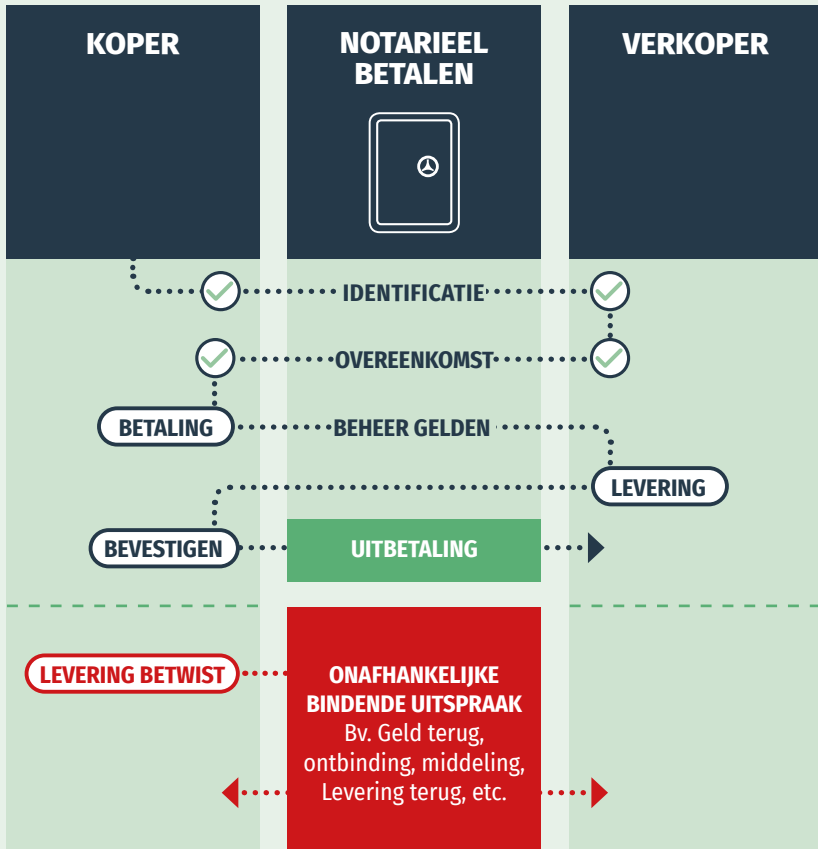 KOPER
NOTARIEEL
BETALEN
VERKOPER
IDENTIFICATIE
OVEREENKOMST
BETALING
BEHEER GELDEN
LEVERING
BEVESTIGEN
UITBETALING
LEVERING BETWIST
ONAFHANKELIJKE
BINDENDE UITSPRAAK
Bv. Geld terug,
ontbinding, middeling,
Levering terug, etc.